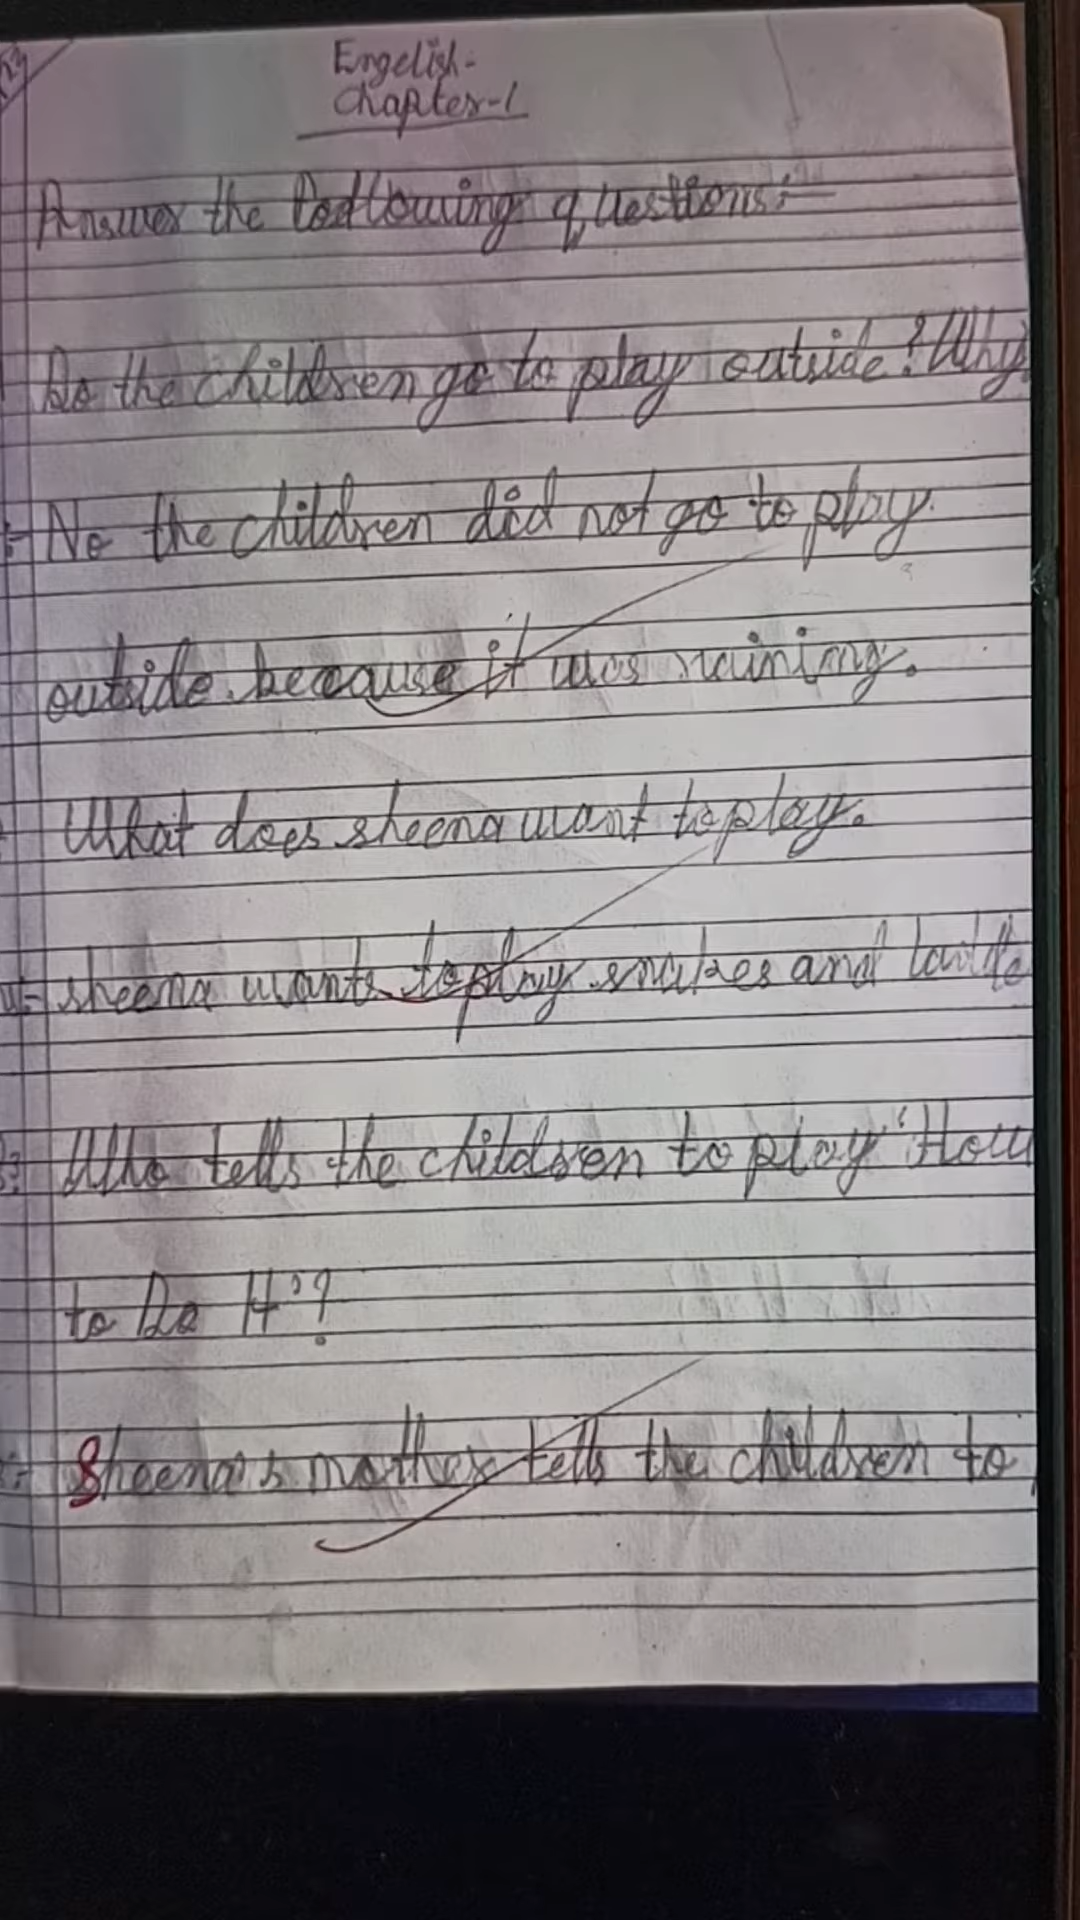 Engelish-
Chapter-1
Answer the following questions:-
Do the children go to play outside? Why
No the children did not go to play
outside because it was raining.
What does sheena want to play.
sheena wants to play snakes and
Who tells the children to play 'How
to Do It'?
Sheena's mother tells the children to